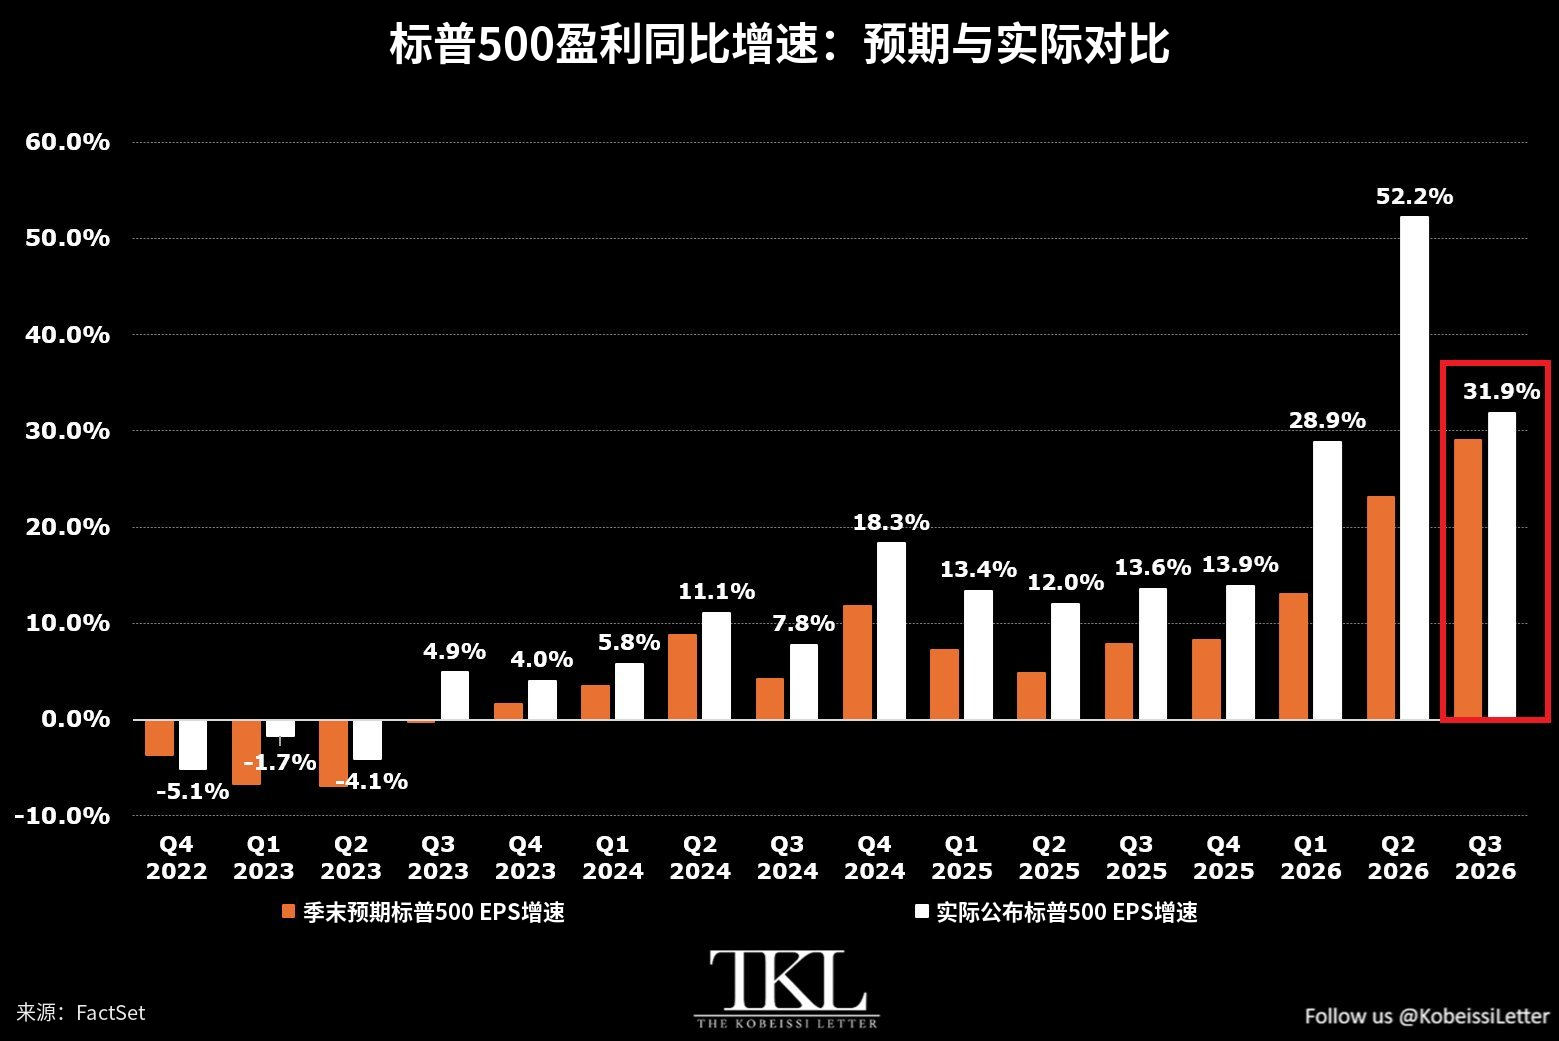 标普500盈利同比增速：预期与实际对比
60.0%
50.0%
40.0%
30.0%
20.0%
10.0%
0.0%
-10.0%
-5.1%
-1.7%
-4.1%
4.9%
4.0%
5.8%
11.1%
7.8%
18.3%
13.4%
12.0%
13.6%
13.9%
28.9%
52.2%
31.9%
Q4 2022
Q1 2023
Q2 2023
Q3 2023
Q4 2023
Q1 2024
Q2 2024
Q3 2024
Q4 2024
Q1 2025
Q2 2025
Q3 2025
Q4 2025
Q1 2026
Q2 2026
Q3 2026
季末预期标普500 EPS增速
实际公布标普500 EPS增速
TKL
THE KOBEISSI LETTER
来源：FactSet
Follow us @KobeissiLetter